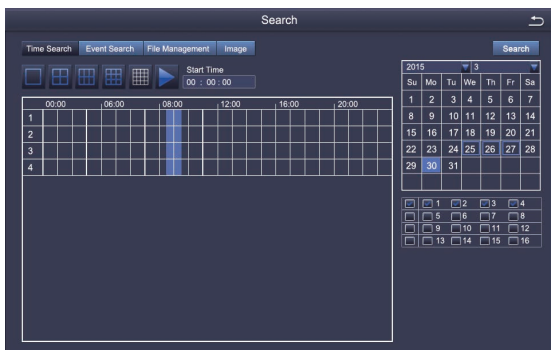 Search
Time Search Event Search File Management Image Search
Start Time
00 : 00 : 00
00:00 06:00 08:00 12:00 16:00 20:00
1
2
3
4
2015 3
Su Mo Tu We Th Fr Sa
1 2 3 4 5 6 7
8 9 10 11 12 13 14
15 16 17 18 19 20 21
22 23 24 25 26 27 28
29 30 31
1 2 3 4
5 6 7 8
9 10 11 12
13 14 15 16